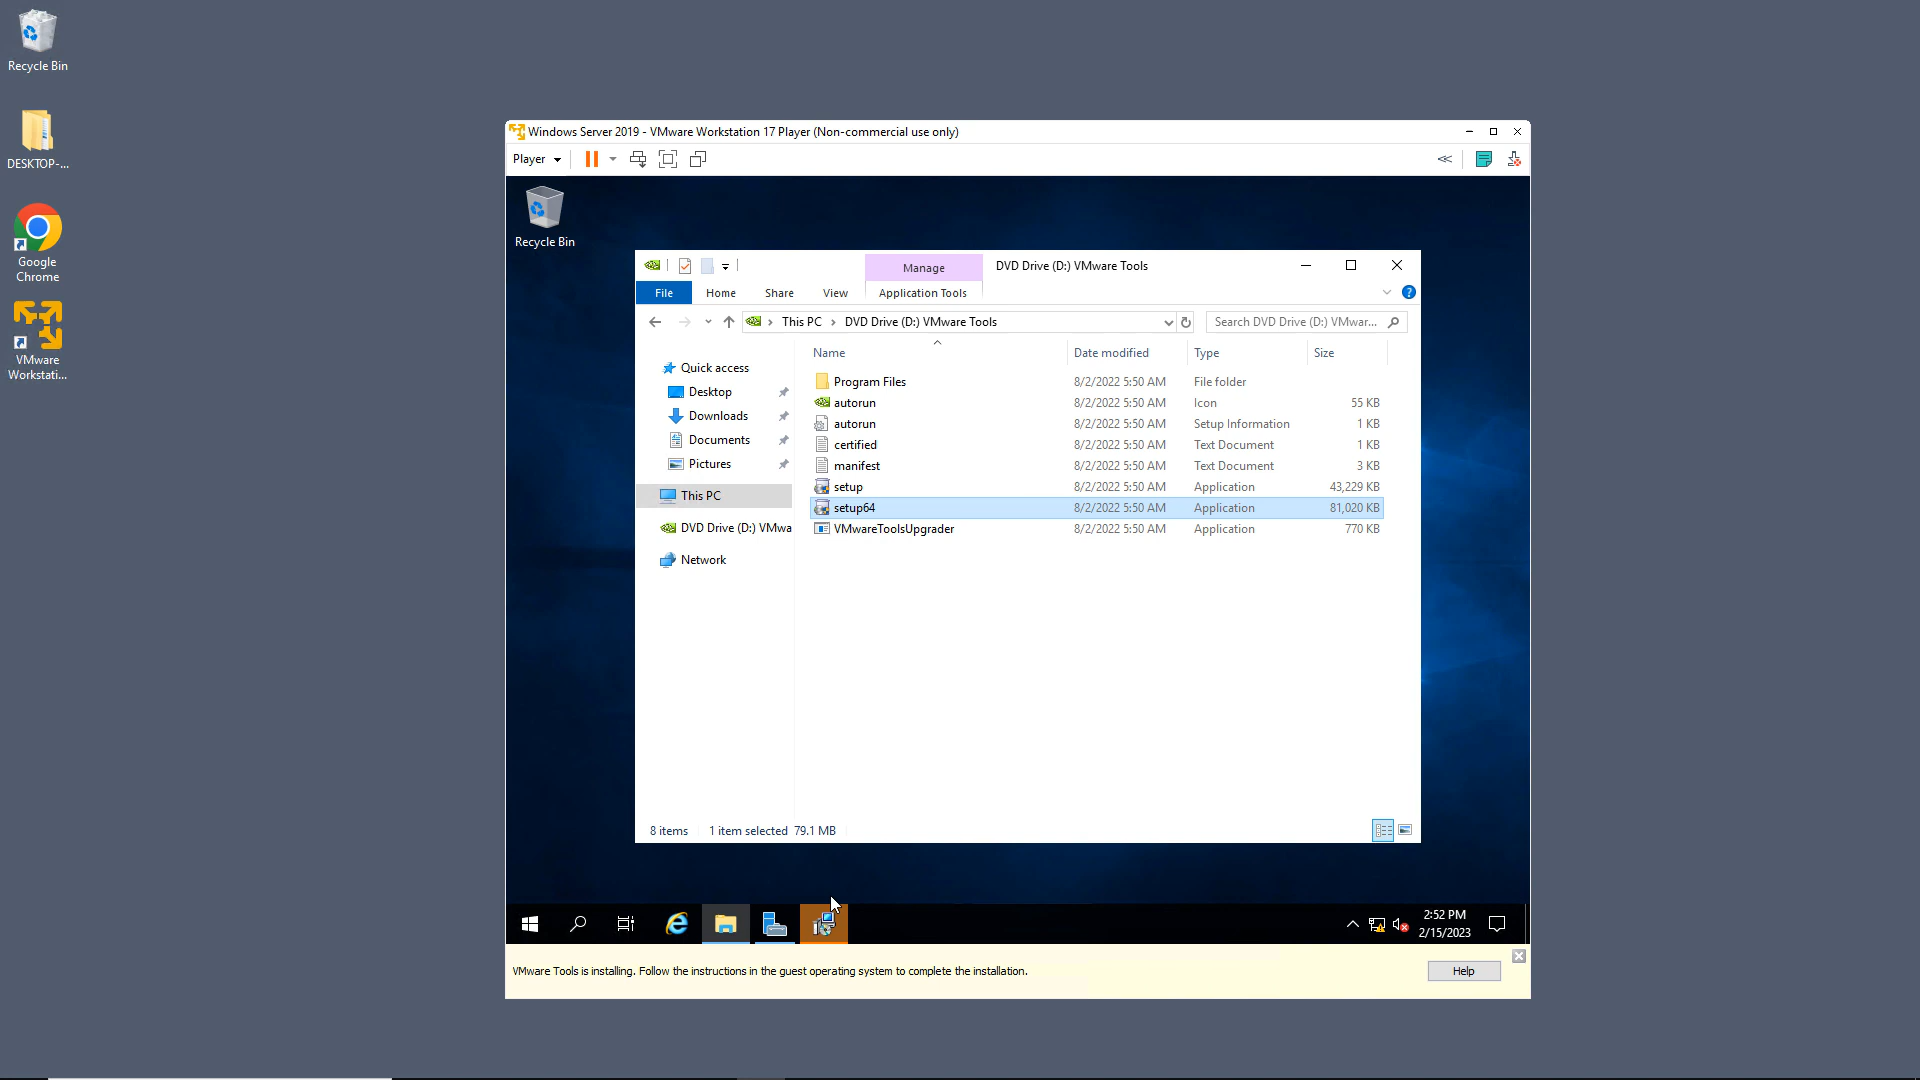 Recycle Bin
DESKTOP-...
Google
Chrome
VMware
Workstati...
Windows Server 2019 - VMware Workstation 17 Player (Non-commercial use only)
Player
Recycle Bin
Manage
DVD Drive (D:) VMware Tools
File Home Share View Application Tools
This PC DVD Drive (D:) VMware Tools
Search DVD Drive (D:) VMwar...
Name Date modified Type Size
Quick access
Desktop
Downloads
Documents
Pictures
This PC
DVD Drive (D:) VMwa
Network
Program Files 8/2/2022 5:50 AM File folder
autorun 8/2/2022 5:50 AM Icon 55 KB
autorun 8/2/2022 5:50 AM Setup Information 1 KB
certified 8/2/2022 5:50 AM Text Document 1 KB
manifest 8/2/2022 5:50 AM Text Document 3 KB
setup 8/2/2022 5:50 AM Application 43,229 KB
setup64 8/2/2022 5:50 AM Application 81,020 KB
VMwareToolsUpgrader 8/2/2022 5:50 AM Application 770 KB
8 items 1 item selected 79.1 MB
2:52 PM
2/15/2023
VMware Tools is installing. Follow the instructions in the guest operating system to complete the installation.
Help